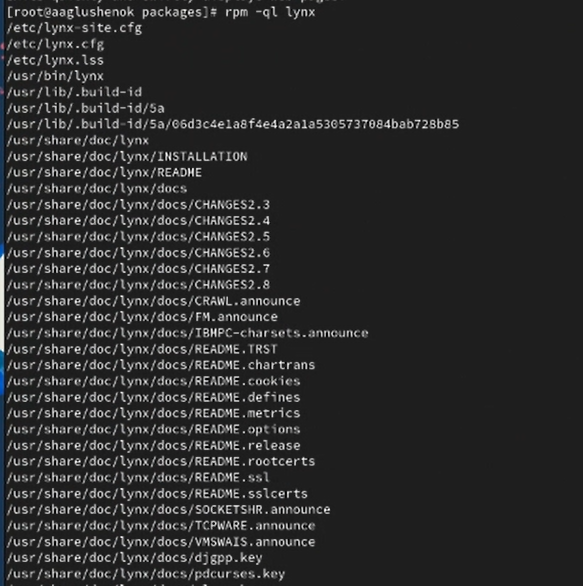 [root@aaglushenok packages]# rpm -ql lynx
/etc/lynx-site.cfg
/etc/lynx.cfg
/etc/lynx.lss
/usr/bin/lynx
/usr/lib/.build-id
/usr/lib/.build-id/5a
/usr/lib/.build-id/5a/06d3c4e1a8f4e4a2a1a5305737084bab728b85
/usr/share/doc/lynx
/usr/share/doc/lynx/INSTALLATION
/usr/share/doc/lynx/README
/usr/share/doc/lynx/docs
/usr/share/doc/lynx/docs/CHANGES2.3
/usr/share/doc/lynx/docs/CHANGES2.4
/usr/share/doc/lynx/docs/CHANGES2.5
/usr/share/doc/lynx/docs/CHANGES2.6
/usr/share/doc/lynx/docs/CHANGES2.7
/usr/share/doc/lynx/docs/CHANGES2.8
/usr/share/doc/lynx/docs/CRAWL.announce
/usr/share/doc/lynx/docs/FM.announce
/usr/share/doc/lynx/docs/IBMPC-charsets.announce
/usr/share/doc/lynx/docs/README.TRST
/usr/share/doc/lynx/docs/README.chartrans
/usr/share/doc/lynx/docs/README.cookies
/usr/share/doc/lynx/docs/README.defines
/usr/share/doc/lynx/docs/README.metrics
/usr/share/doc/lynx/docs/README.options
/usr/share/doc/lynx/docs/README.release
/usr/share/doc/lynx/docs/README.rootcerts
/usr/share/doc/lynx/docs/README.ssl
/usr/share/doc/lynx/docs/README.sslcerts
/usr/share/doc/lynx/docs/SOCKETSHR.announce
/usr/share/doc/lynx/docs/TCPWARE.announce
/usr/share/doc/lynx/docs/VMSWAIS.announce
/usr/share/doc/lynx/docs/djgpp.key
/usr/share/doc/lynx/docs/pdcurses.key